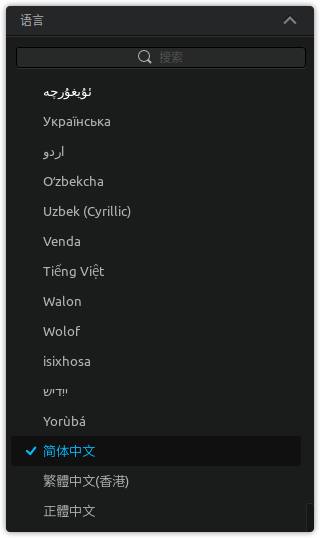 语言
搜索
ئۇيغۇرچە
Українська
اردو
O‘zbekcha
Uzbek (Cyrillic)
Venda
Tiếng Việt
Walon
Wolof
isixhosa
ייִדיש
Yorùbá
简体中文
繁體中文(香港)
正體中文